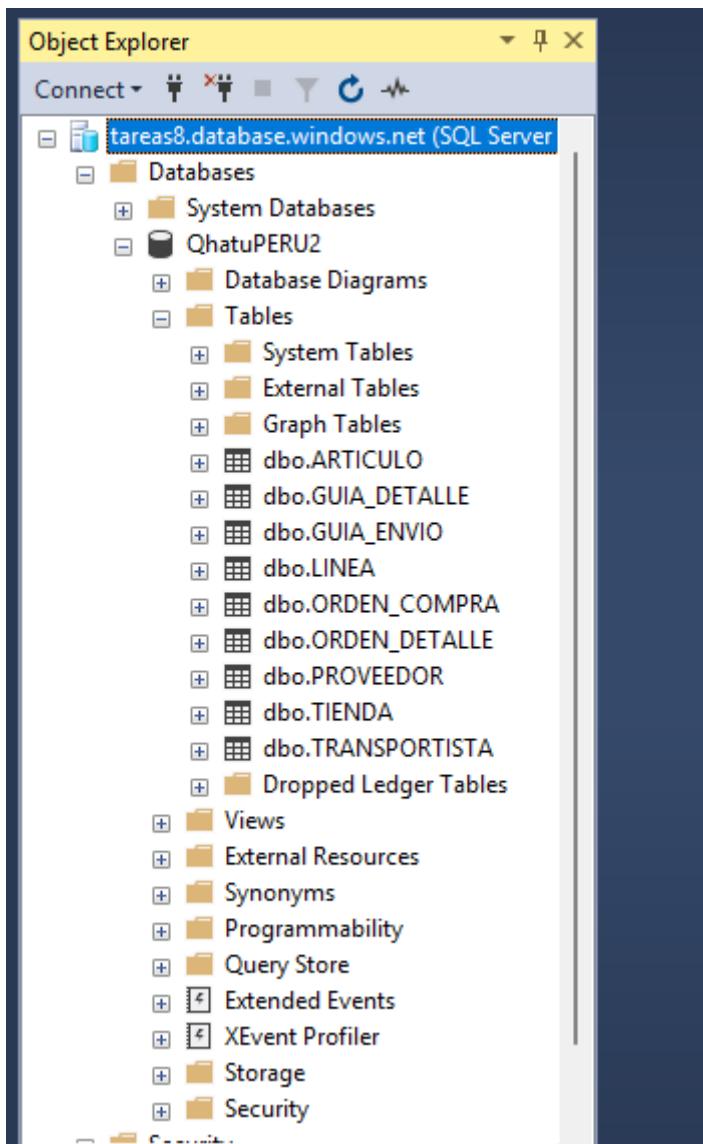 Object Explorer
Connect
tareas8.database.windows.net (SQL Server
Databases
System Databases
QhatuPERU2
Database Diagrams
Tables
System Tables
External Tables
Graph Tables
dbo.ARTICULO
dbo.GUIA_DETALLE
dbo.GUIA_ENVIO
dbo.LINEA
dbo.ORDEN_COMPRA
dbo.ORDEN_DETALLE
dbo.PROVEEDOR
dbo.TIENDA
dbo.TRANSPORTISTA
Dropped Ledger Tables
Views
External Resources
Synonyms
Programmability
Query Store
Extended Events
XEvent Profiler
Storage
Security
Security